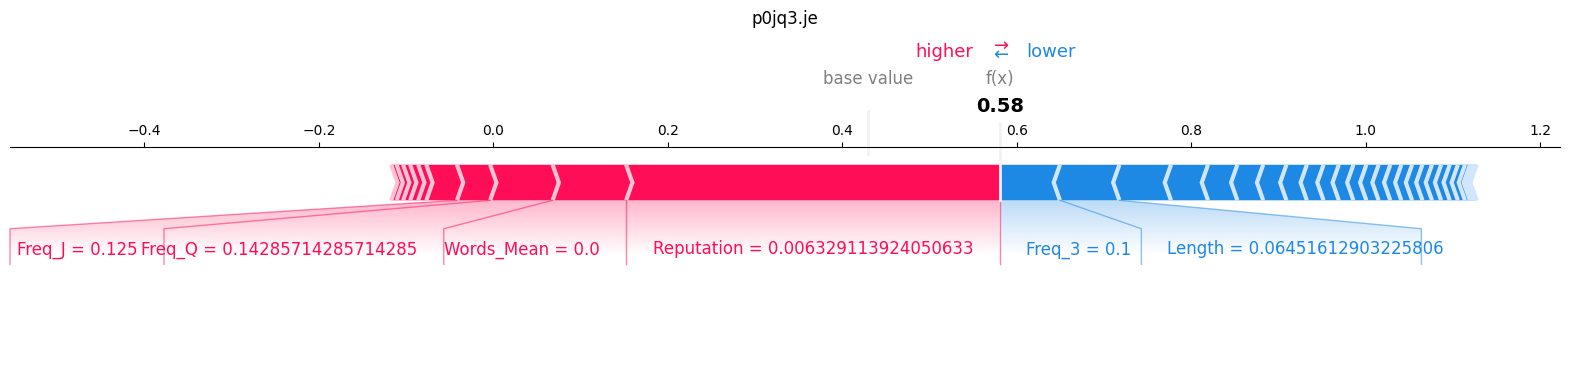 p0jq3.je
higher ⇄ lower
base value f(x)
0.58
−0.4 −0.2 0.0 0.2 0.4 0.6 0.8 1.0 1.2
Freq_J = 0.125 Freq_Q = 0.14285714285714285 Words_Mean = 0.0 Reputation = 0.006329113924050633 Freq_3 = 0.1 Length = 0.06451612903225806